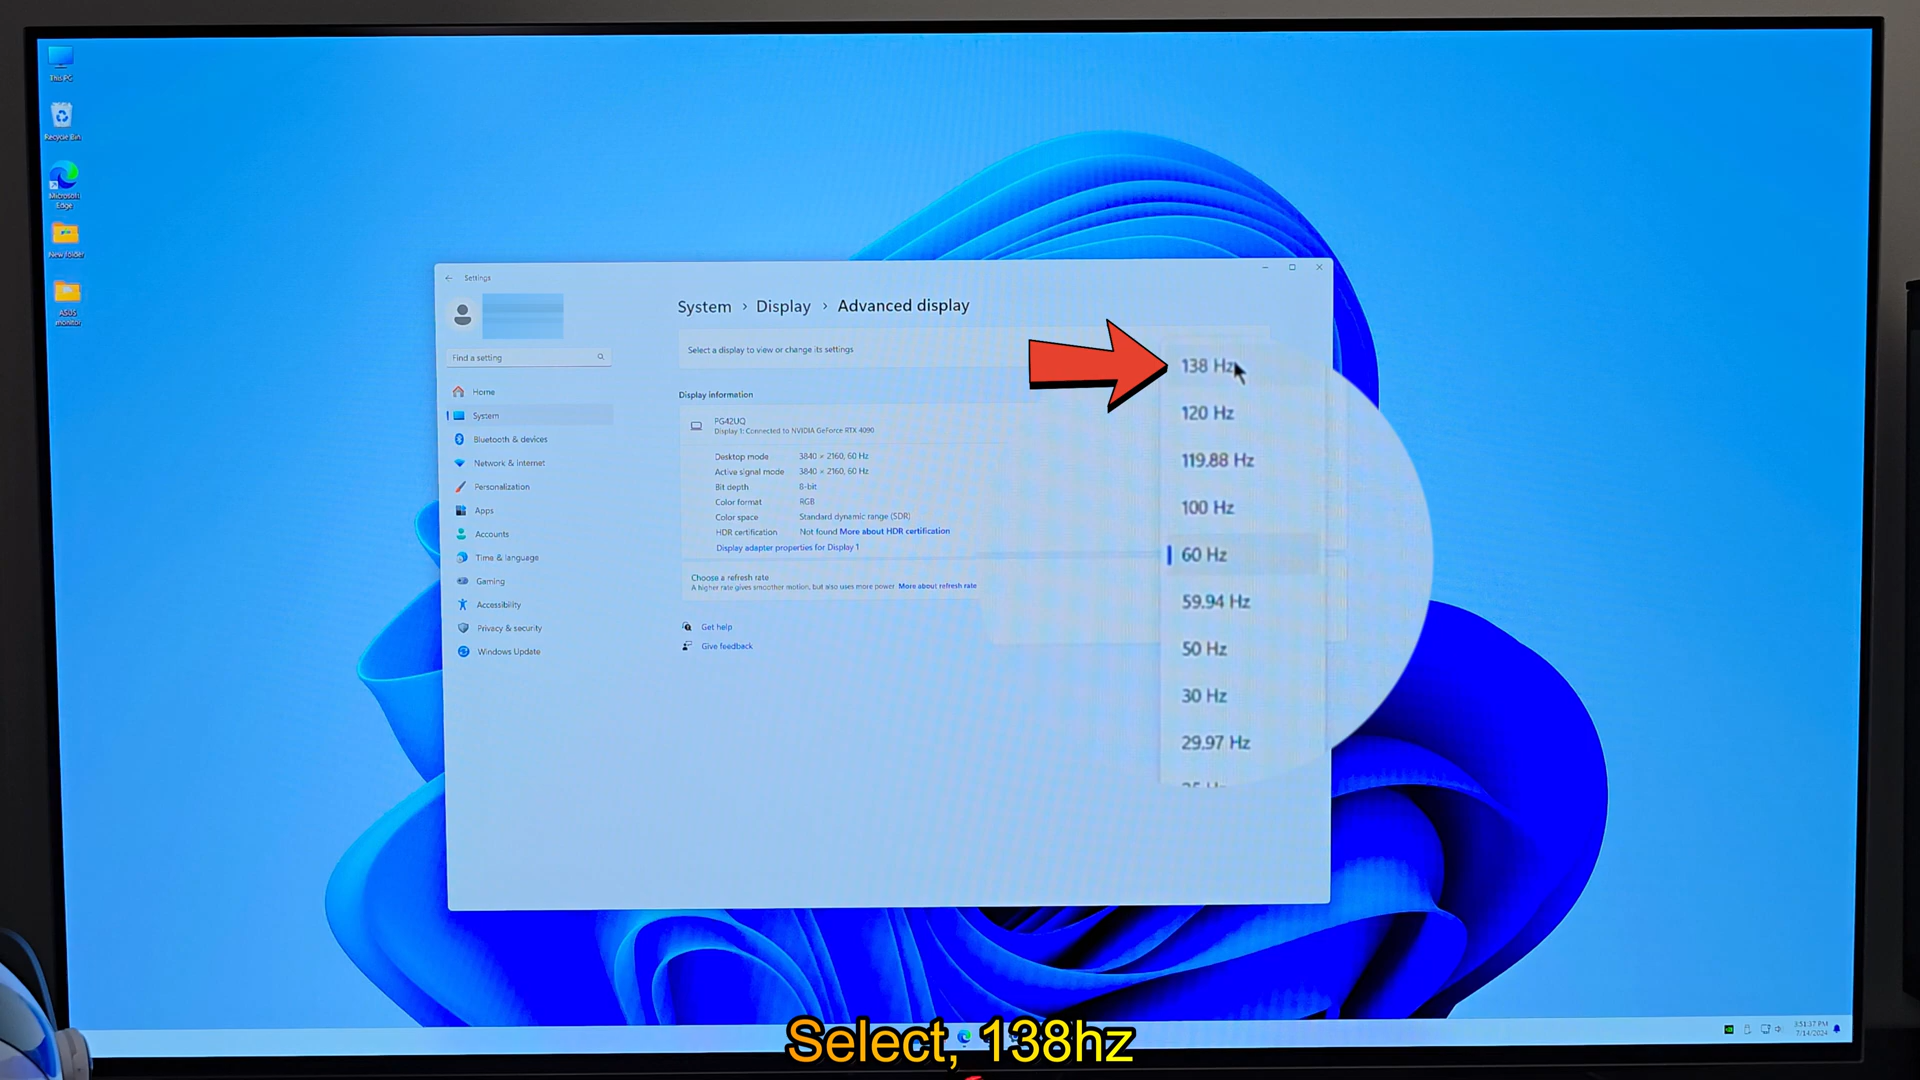 This PC
Recycle Bin
Microsoft
Edge
New folder
ASUS
monitor
Settings
Find a setting
Home
System
Bluetooth & devices
Network & internet
Personalization
Apps
Accounts
Time & language
Gaming
Accessibility
Privacy & security
Windows Update
System > Display > Advanced display
Select a display to view or change its settings
Display information
PG42UQ
Display 1: Connected to NVIDIA GeForce RTX 4090
Desktop mode 3840 × 2160, 60 Hz
Active signal mode 3840 × 2160, 60 Hz
Bit depth 8-bit
Color format RGB
Color space Standard dynamic range (SDR)
HDR certification Not found More about HDR certification
Display adapter properties for Display 1
Choose a refresh rate
A higher rate gives smoother motion, but also uses more power More about refresh rate
Get help
Give feedback
138 Hz
120 Hz
119.88 Hz
100 Hz
60 Hz
59.94 Hz
50 Hz
30 Hz
29.97 Hz
3:51:37 PM
7/14/2024
Select, 138hz